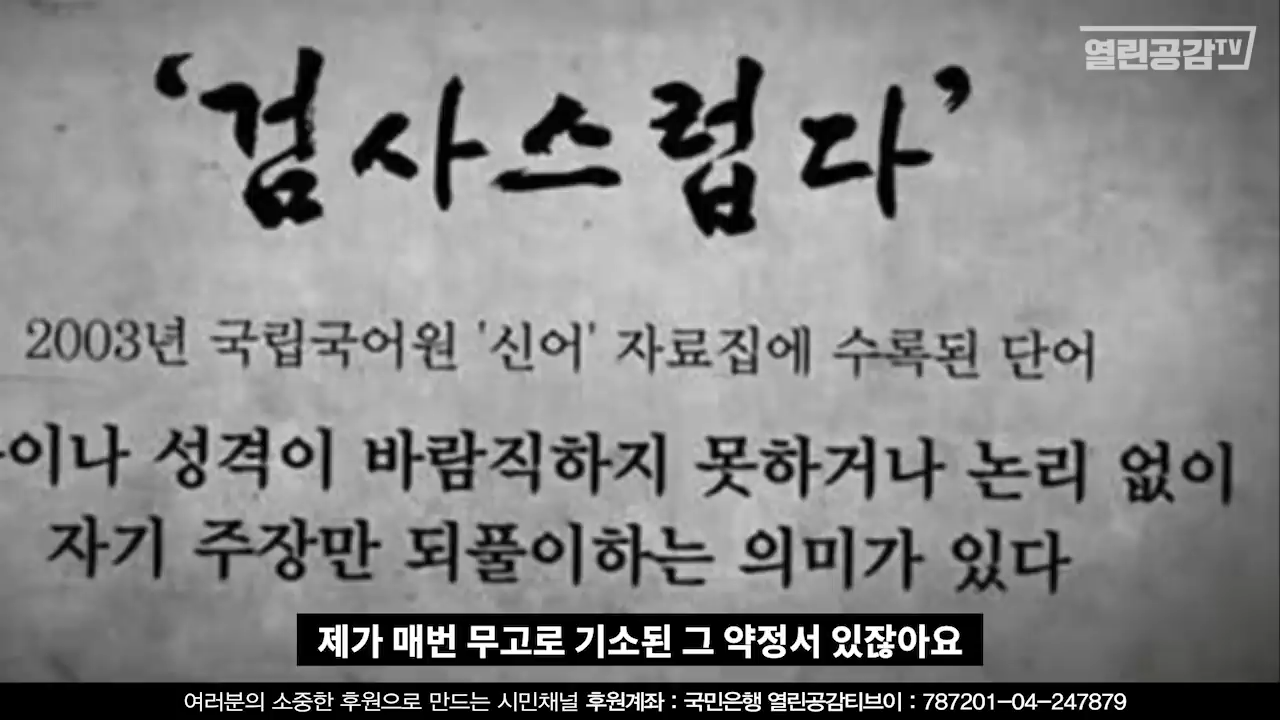 열린공감TV
'검사스럽다'
2003년 국립국어원 '신어' 자료집에 수록된 단어
이나 성격이 바람직하지 못하거나 논리 없이
자기 주장만 되풀이하는 의미가 있다
제가 매번 무고로 기소된 그 약정서 있잖아요
여러분의 소중한 후원으로 만드는 시민채널 후원계좌 : 국민은행 열린공감티브이 : 787201-04-247879